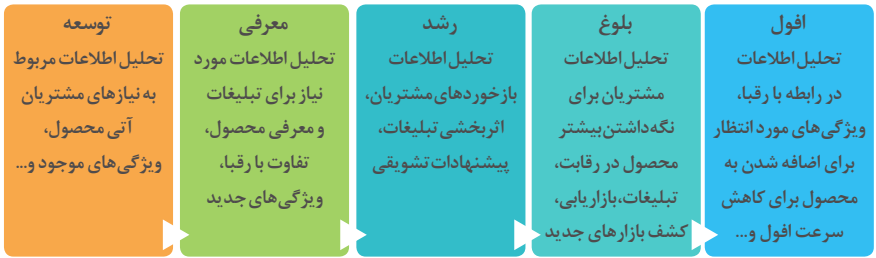 توسعه
تحلیل اطلاعات مربوط
به نیازهای مشتریان
آتی محصول،
ویژگی‌های موجود و...
معرفی
تحلیل اطلاعات مورد
نیاز برای تبلیغات
و معرفی محصول،
تفاوت با رقبا،
ویژگی‌های جدید
رشد
تحلیل اطلاعات
بازخوردهای مشتریان،
اثربخشی تبلیغات،
پیشنهادات تشویقی
بلوغ
تحلیل اطلاعات
مشتریان برای
نگه‌داشتن بیشتر
محصول در رقابت،
تبلیغات، بازاریابی،
کشف بازارهای جدید
افول
تحلیل اطلاعات
در رابطه با رقبا،
ویژگی‌های مورد انتظار
برای اضافه شدن به
محصول برای کاهش
سرعت افول و...